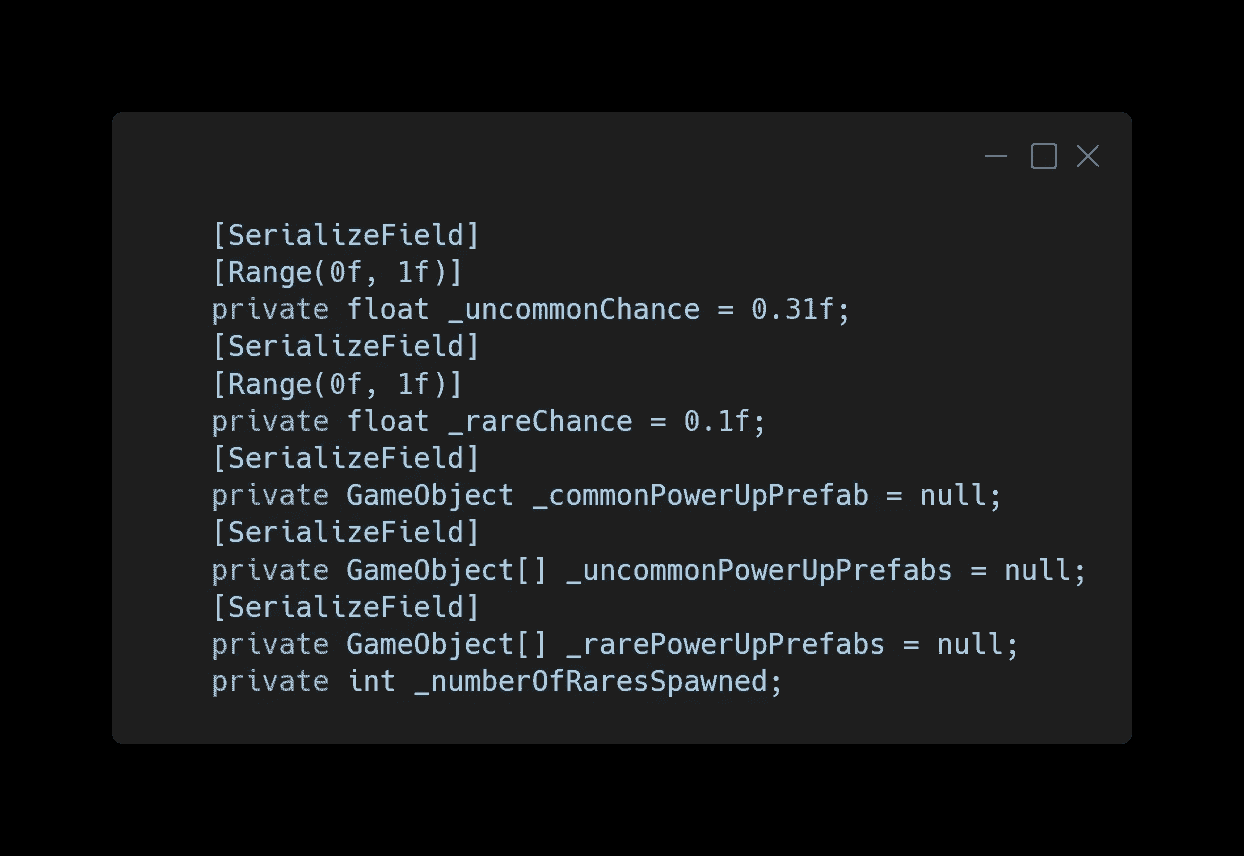 [SerializeField]
[Range(0f, 1f)]
private float _uncommonChance = 0.31f;
[SerializeField]
[Range(0f, 1f)]
private float _rareChance = 0.1f;
[SerializeField]
private GameObject _commonPowerUpPrefab = null;
[SerializeField]
private GameObject[] _uncommonPowerUpPrefabs = null;
[SerializeField]
private GameObject[] _rarePowerUpPrefabs = null;
private int _numberOfRaresSpawned;